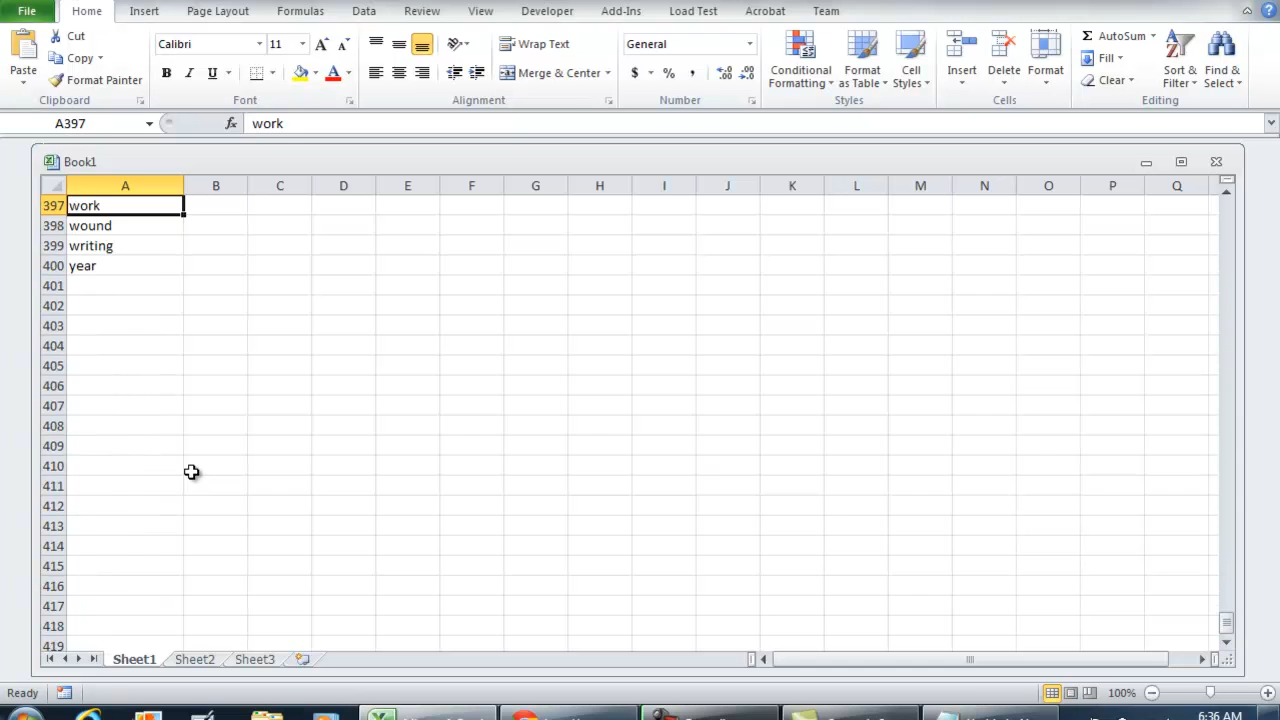 File Home Insert Page Layout Formulas Data Review View Developer Add-Ins Load Test Acrobat Team
Paste
Cut
Copy
Format Painter
Clipboard
Calibri 11
B I U A
Font
Wrap Text
Merge & Center
Alignment
General
$ % ,
Number
Conditional Formatting
Format as Table
Cell Styles
Styles
Insert
Delete
Format
Cells
Σ AutoSum
Fill
Clear
Sort & Filter
Find & Select
Editing
A397 fx work
Book1
A B C D E F G H I J K L M N O P Q
397 work
398 wound
399 writing
400 year
401
402
403
404
405
406
407
408
409
410
411
412
413
414
415
416
417
418
419
Sheet1 Sheet2 Sheet3
Ready 100%
6:36 AM